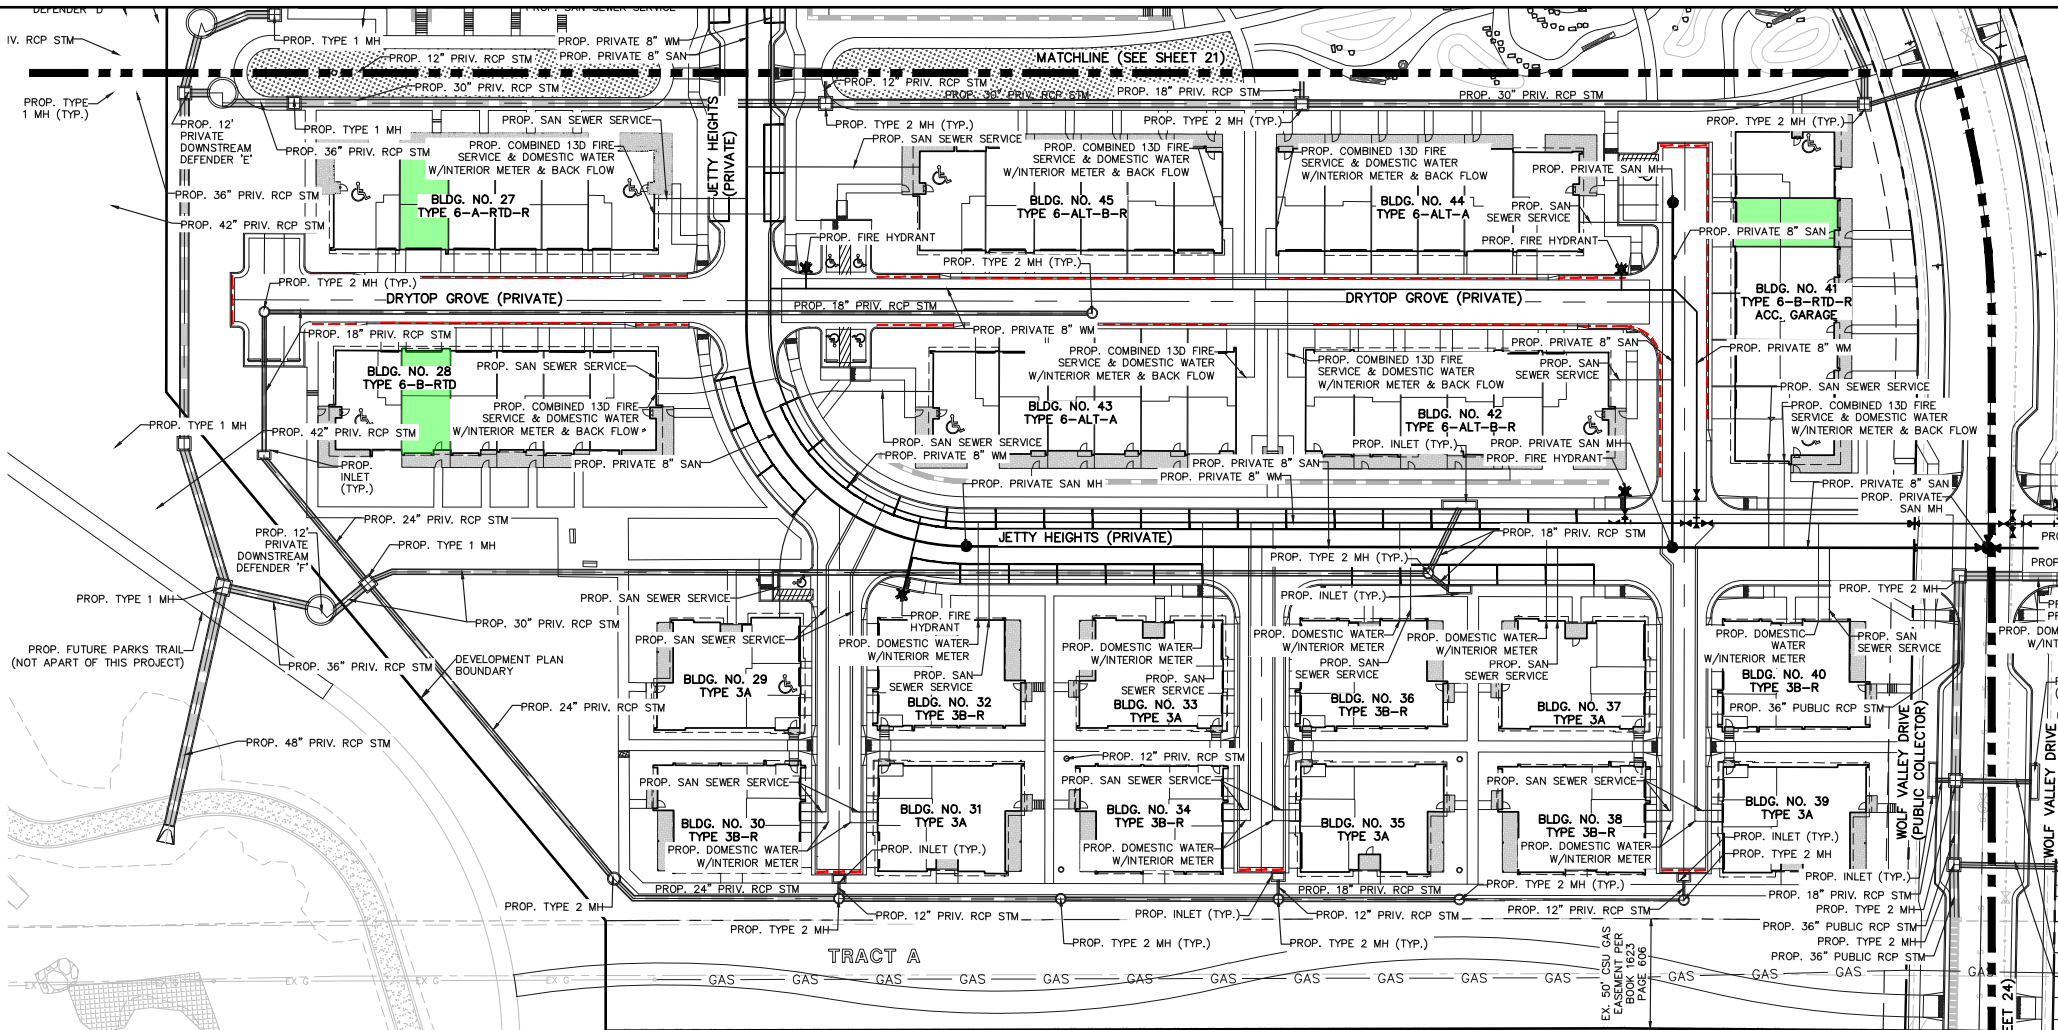 DEFENDER 'D'
PROP. SAN SEWER SERVICE
IV. RCP STM
PROP. TYPE 1 MH
PROP. PRIVATE 8" WM
PROP. 12" PRIV. RCP STM
PROP. PRIVATE 8" SAN
MATCHLINE (SEE SHEET 21)
PROP. 30" PRIV. RCP STM
PROP. 12" PRIV. RCP STM
PROP. 30" PRIV. RCP STM
PROP. 18" PRIV. RCP STM
PROP. 30" PRIV. RCP STM
PROP. TYPE
1 MH (TYP.)
PROP. 12'
PRIVATE
DOWNSTREAM
DEFENDER 'E'
PROP. TYPE 1 MH
PROP. SAN SEWER SERVICE
JETTY HEIGHTS
(PRIVATE)
PROP. TYPE 2 MH (TYP.)
PROP. SAN SEWER SERVICE
PROP. TYPE 2 MH (TYP.)
PROP. TYPE 2 MH (TYP.)
PROP. 36" PRIV. RCP STM
PROP. COMBINED 13D FIRE
SERVICE & DOMESTIC WATER
W/INTERIOR METER & BACK FLOW
PROP. COMBINED 13D FIRE
SERVICE & DOMESTIC WATER
W/INTERIOR METER & BACK FLOW
PROP. COMBINED 13D FIRE
SERVICE & DOMESTIC WATER
W/INTERIOR METER & BACK FLOW
PROP. PRIVATE SAN MH
PROP. 36" PRIV. RCP STM
BLDG. NO. 27
TYPE 6-A-RTD-R
BLDG. NO. 45
TYPE 6-ALT-B-R
BLDG. NO. 44
TYPE 6-ALT-A
PROP. SAN
SEWER SERVICE
PROP. 42" PRIV. RCP STM
PROP. FIRE HYDRANT
PROP. FIRE HYDRANT
PROP. PRIVATE 8" SAN
PROP. TYPE 2 MH (TYP.)
PROP. TYPE 2 MH (TYP.)
DRYTOP GROVE (PRIVATE)
PROP. 18" PRIV. RCP STM
DRYTOP GROVE (PRIVATE)
BLDG. NO. 41
TYPE 6-B-RTD-R
ACC. GARAGE
PROP. 18" PRIV. RCP STM
PROP. PRIVATE 8" WM
PROP. PRIVATE 8" SAN
PROP. PRIVATE 8" WM
BLDG. NO. 28
TYPE 6-B-RTD
PROP. SAN SEWER SERVICE
PROP. COMBINED 13D FIRE
SERVICE & DOMESTIC WATER
W/INTERIOR METER & BACK FLOW
PROP. COMBINED 13D FIRE
SERVICE & DOMESTIC WATER
W/INTERIOR METER & BACK FLOW
PROP. SAN
SEWER SERVICE
PROP. SAN SEWER SERVICE
PROP. COMBINED 13D FIRE
SERVICE & DOMESTIC WATER
W/INTERIOR METER & BACK FLOW
PROP. COMBINED 13D FIRE
SERVICE & DOMESTIC WATER
W/INTERIOR METER & BACK FLOW
BLDG. NO. 43
TYPE 6-ALT-A
BLDG. NO. 42
TYPE 6-ALT-B-R
PROP. TYPE 1 MH
PROP. 42" PRIV. RCP STM
PROP. SAN SEWER SERVICE
PROP. PRIVATE 8" WM
PROP. INLET (TYP.)
PROP. PRIVATE SAN MH
PROP. FIRE HYDRANT
PROP.
INLET
(TYP.)
PROP. PRIVATE 8" SAN
PROP. PRIVATE SAN MH
PROP. PRIVATE 8" SAN
PROP. PRIVATE 8" WM
PROP. PRIVATE 8" SAN
PROP. PRIVATE
SAN MH
PROP. 12'
PRIVATE
DOWNSTREAM
DEFENDER 'F'
PROP. 24" PRIV. RCP STM
PROP. TYPE 1 MH
JETTY HEIGHTS (PRIVATE)
PROP. 18" PRIV. RCP STM
PROP. TYPE 2 MH (TYP.)
PROP. TYPE 1 MH
PROP. SAN SEWER SERVICE
PROP. INLET (TYP.)
PROP. TYPE 2 MH
PROP. 30" PRIV. RCP STM
PROP. FIRE
HYDRANT
PROP. SAN SEWER SERVICE
PROP. DOMESTIC WATER
W/INTERIOR METER
PROP. DOMESTIC WATER
W/INTERIOR METER
PROP. DOMESTIC WATER
W/INTERIOR METER
PROP. DOMESTIC WATER
W/INTERIOR METER
PROP. DOMESTIC
WATER
W/INTERIOR METER
PROP. SAN
SEWER SERVICE
PROP. FUTURE PARKS TRAIL
(NOT APART OF THIS PROJECT)
PROP. 36" PRIV. RCP STM
DEVELOPMENT PLAN
BOUNDARY
BLDG. NO. 29
TYPE 3A
PROP. SAN
SEWER SERVICE
BLDG. NO. 32
TYPE 3B-R
PROP. SAN
SEWER SERVICE
BLDG. NO. 33
TYPE 3A
PROP. SAN
SEWER SERVICE
BLDG. NO. 36
TYPE 3B-R
PROP. SAN
SEWER SERVICE
BLDG. NO. 37
TYPE 3A
BLDG. NO. 40
TYPE 3B-R
PROP. 36" PUBLIC RCP STM
PROP. 24" PRIV. RCP STM
WOLF VALLEY DRIVE
(PUBLIC COLLECTOR)
WOLF VALLEY DRIVE
PROP. 48" PRIV. RCP STM
PROP. 12" PRIV. RCP STM
PROP. SAN SEWER SERVICE
PROP. SAN SEWER SERVICE
PROP. SAN SEWER SERVICE
BLDG. NO. 30
TYPE 3B-R
BLDG. NO. 31
TYPE 3A
BLDG. NO. 34
TYPE 3B-R
BLDG. NO. 35
TYPE 3A
BLDG. NO. 38
TYPE 3B-R
BLDG. NO. 39
TYPE 3A
PROP. DOMESTIC WATER
W/INTERIOR METER
PROP. INLET (TYP.)
PROP. DOMESTIC WATER
W/INTERIOR METER
PROP. DOMESTIC WATER
W/INTERIOR METER
PROP. INLET (TYP.)
PROP. TYPE 2 MH
PROP. INLET (TYP.)
PROP. 24" PRIV. RCP STM
PROP. 18" PRIV. RCP STM
PROP. TYPE 2 MH (TYP.)
PROP. 18" PRIV. RCP STM
PROP. TYPE 2 MH
PROP. 12" PRIV. RCP STM
PROP. INLET (TYP.)
PROP. 12" PRIV. RCP STM
PROP. 12" PRIV. RCP STM
PROP. TYPE 2 MH
PROP. TYPE 2 MH
PROP. TYPE 2 MH (TYP.)
PROP. TYPE 2 MH (TYP.)
PROP. 36" PUBLIC RCP STM
PROP. TYPE 2 MH
PROP. 36" PUBLIC RCP STM
TRACT A
EX. 50' CSU GAS
EASEMENT PER
BOOK 1623
PAGE 606
EX G EX G EX G EX G
GAS GAS GAS GAS GAS GAS GAS GAS GAS GAS GAS GAS GAS GAS GAS GAS
EET 24)